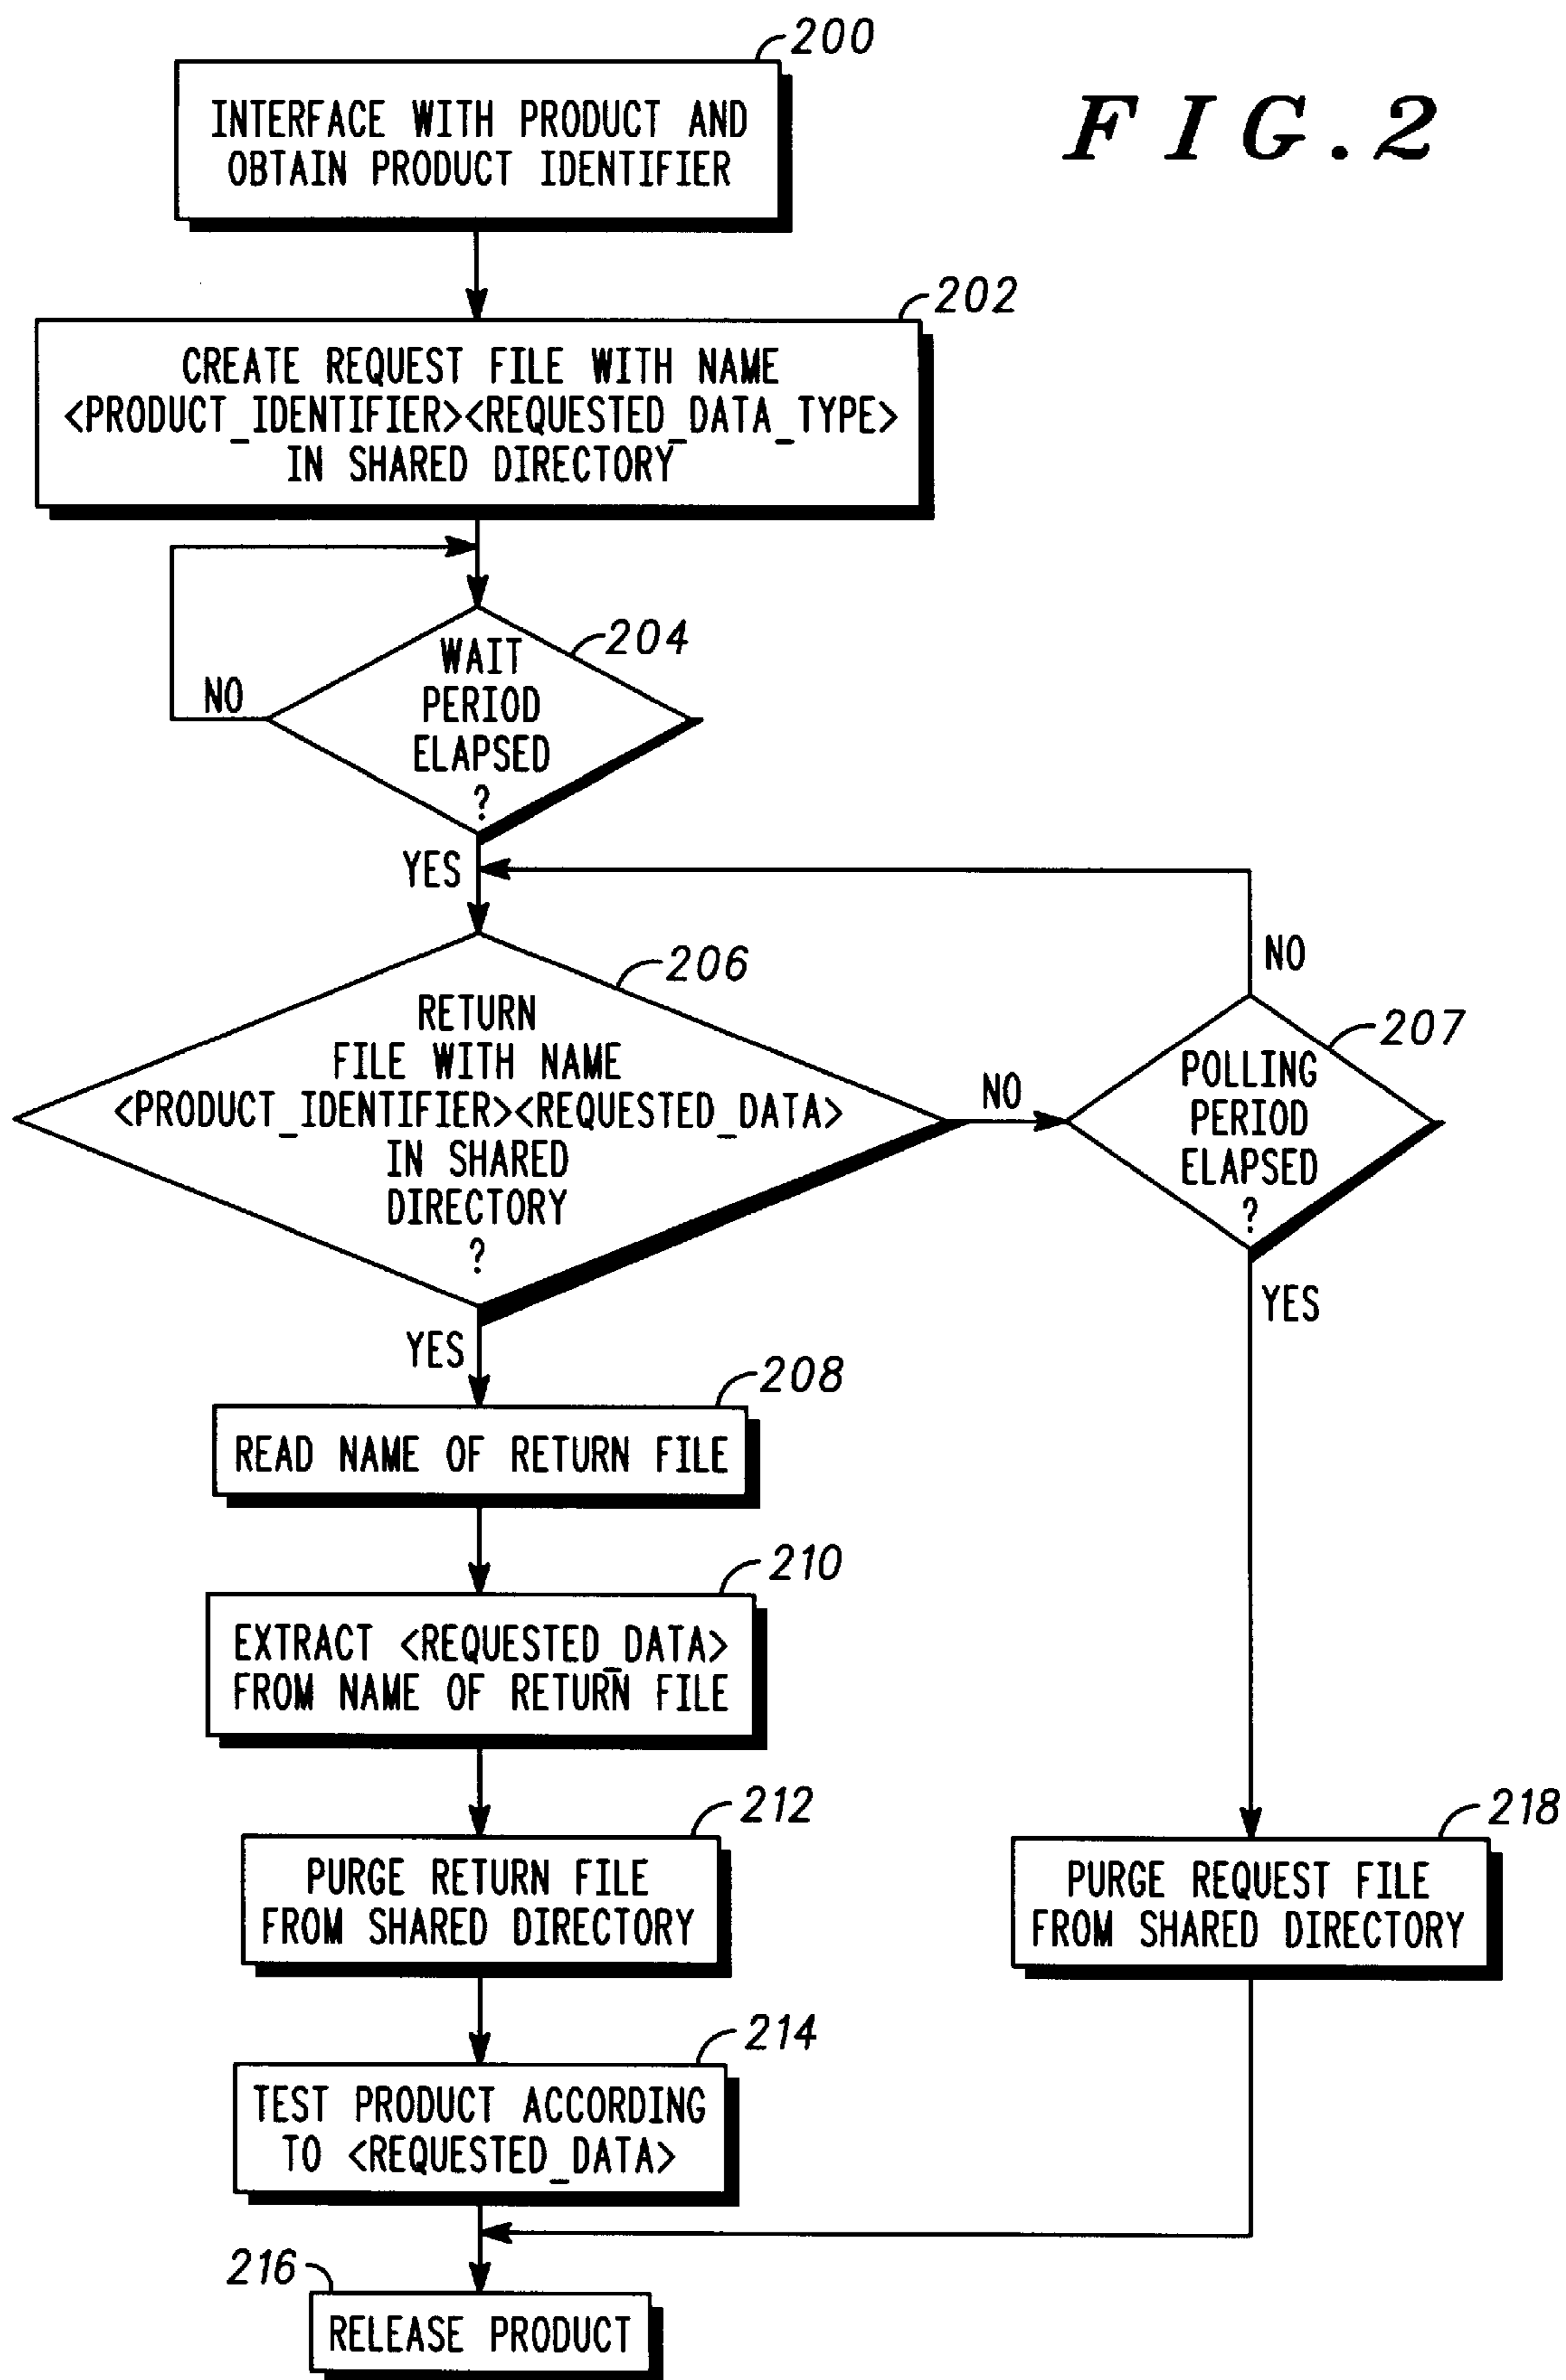 200
INTERFACE WITH PRODUCT AND
OBTAIN PRODUCT IDENTIFIER
FIG.2
202
CREATE REQUEST FILE WITH NAME
<PRODUCT_IDENTIFIER><REQUESTED_DATA_TYPE>
IN SHARED DIRECTORY
204
WAIT
PERIOD
ELAPSED
?
NO
YES
206
RETURN
FILE WITH NAME
<PRODUCT_IDENTIFIER><REQUESTED_DATA>
IN SHARED
DIRECTORY
?
NO
YES
207
POLLING
PERIOD
ELAPSED
?
NO
YES
208
READ NAME OF RETURN FILE
210
EXTRACT <REQUESTED_DATA>
FROM NAME OF RETURN FILE
212
PURGE RETURN FILE
FROM SHARED DIRECTORY
218
PURGE REQUEST FILE
FROM SHARED DIRECTORY
214
TEST PRODUCT ACCORDING
TO <REQUESTED_DATA>
216
RELEASE PRODUCT